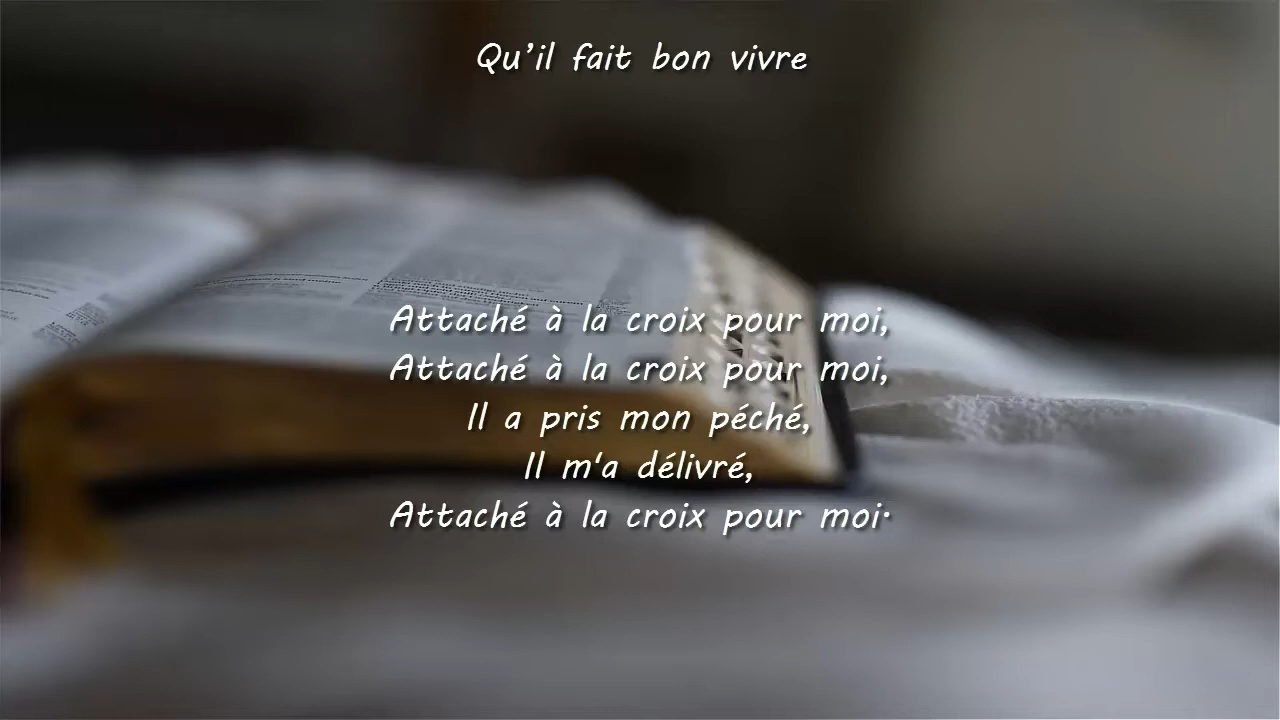 Qu’il fait bon vivre
Attaché à la croix pour moi,
Attaché à la croix pour moi,
Il a pris mon péché,
Il m'a délivré,
Attaché à la croix pour moi·